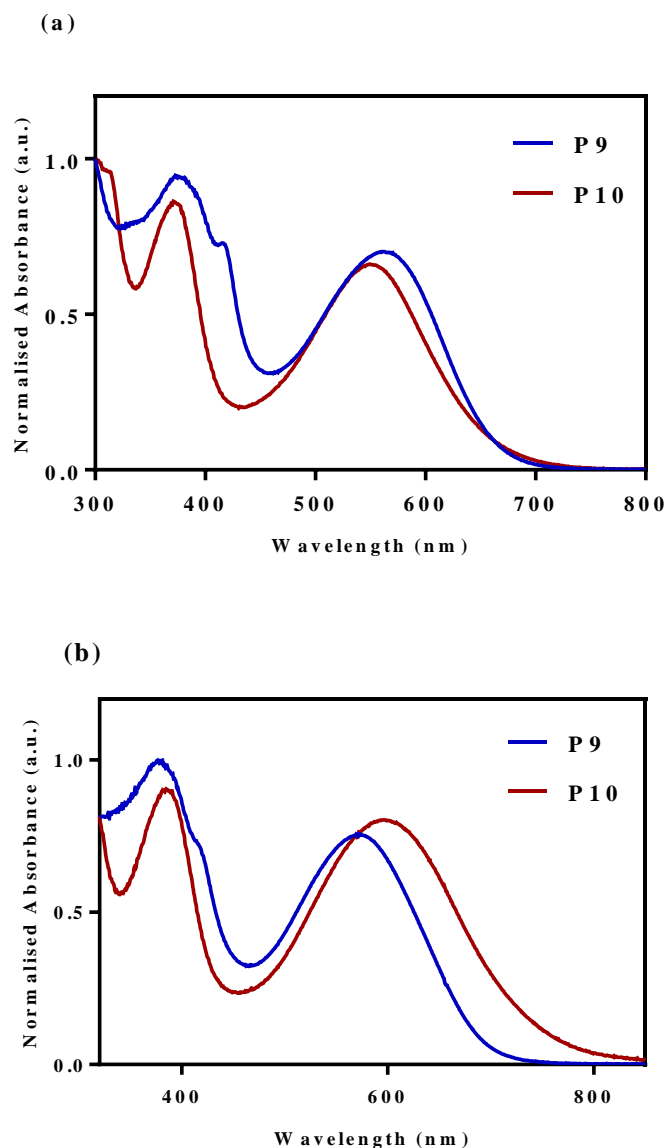 (a)
Normalised Absorbance (a.u.)
P9
P10
1.0
0.5
0.0
300 400 500 600 700 800
Wavelength (nm)
(b)
Normalised Absorbance (a.u.)
P9
P10
1.0
0.5
0.0
400 600 800
Wavelength (nm)